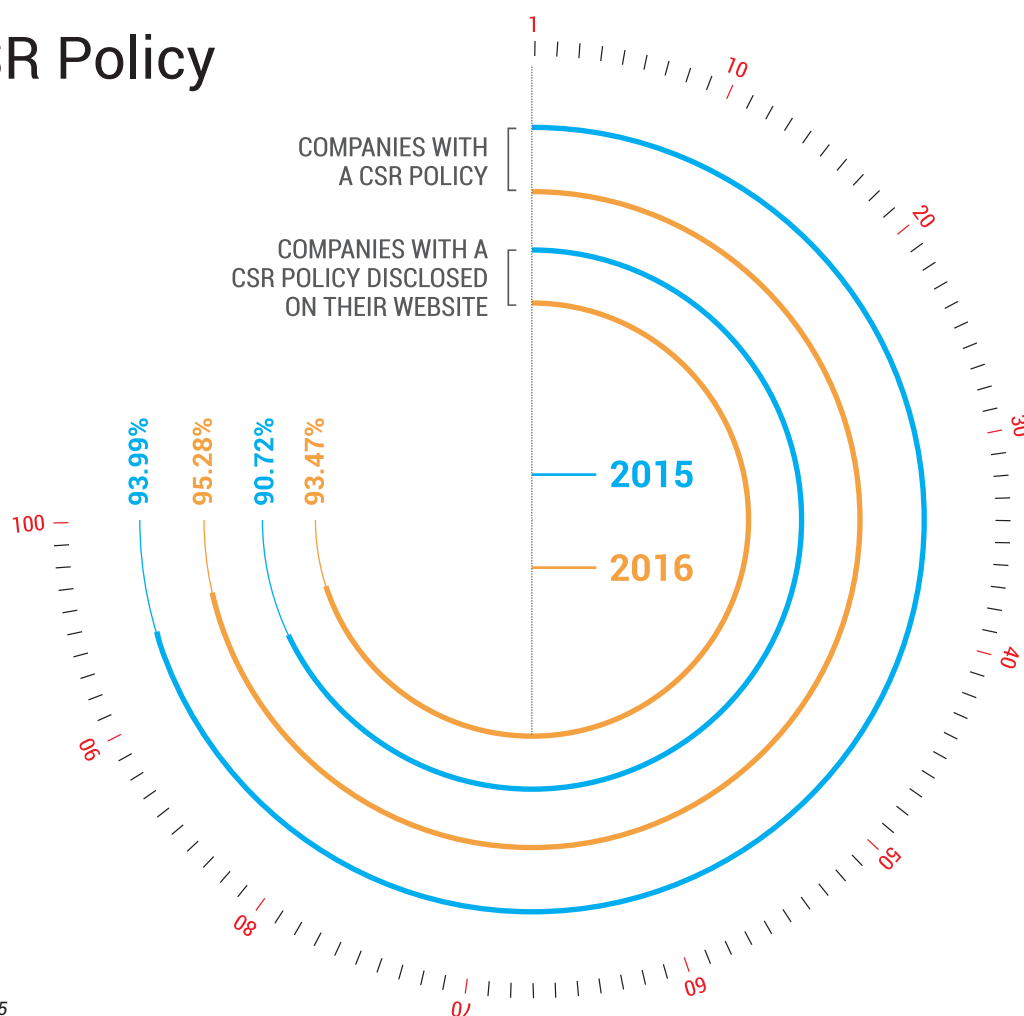 R Policy
1
10
20
30
40
50
60
70
80
90
100
COMPANIES WITH
A CSR POLICY
COMPANIES WITH A
CSR POLICY DISCLOSED
ON THEIR WEBSITE
93.99%
95.28%
90.72%
93.47%
2015
2016